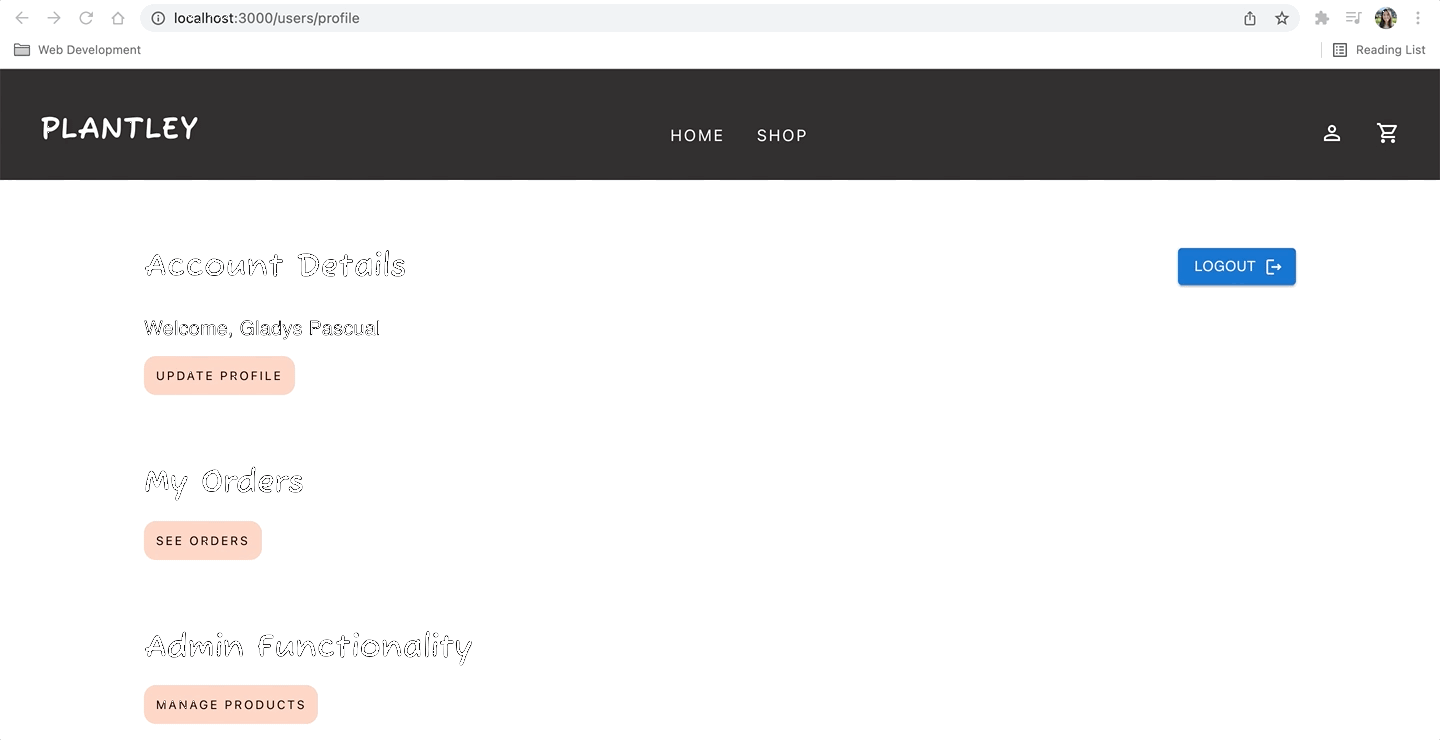 localhost:3000/users/profile
Web Development
Reading List
PLANTLEY
HOME SHOP
Account Details
LOGOUT
Welcome, Gladys Pascual
UPDATE PROFILE
My Orders
SEE ORDERS
Admin Functionality
MANAGE PRODUCTS